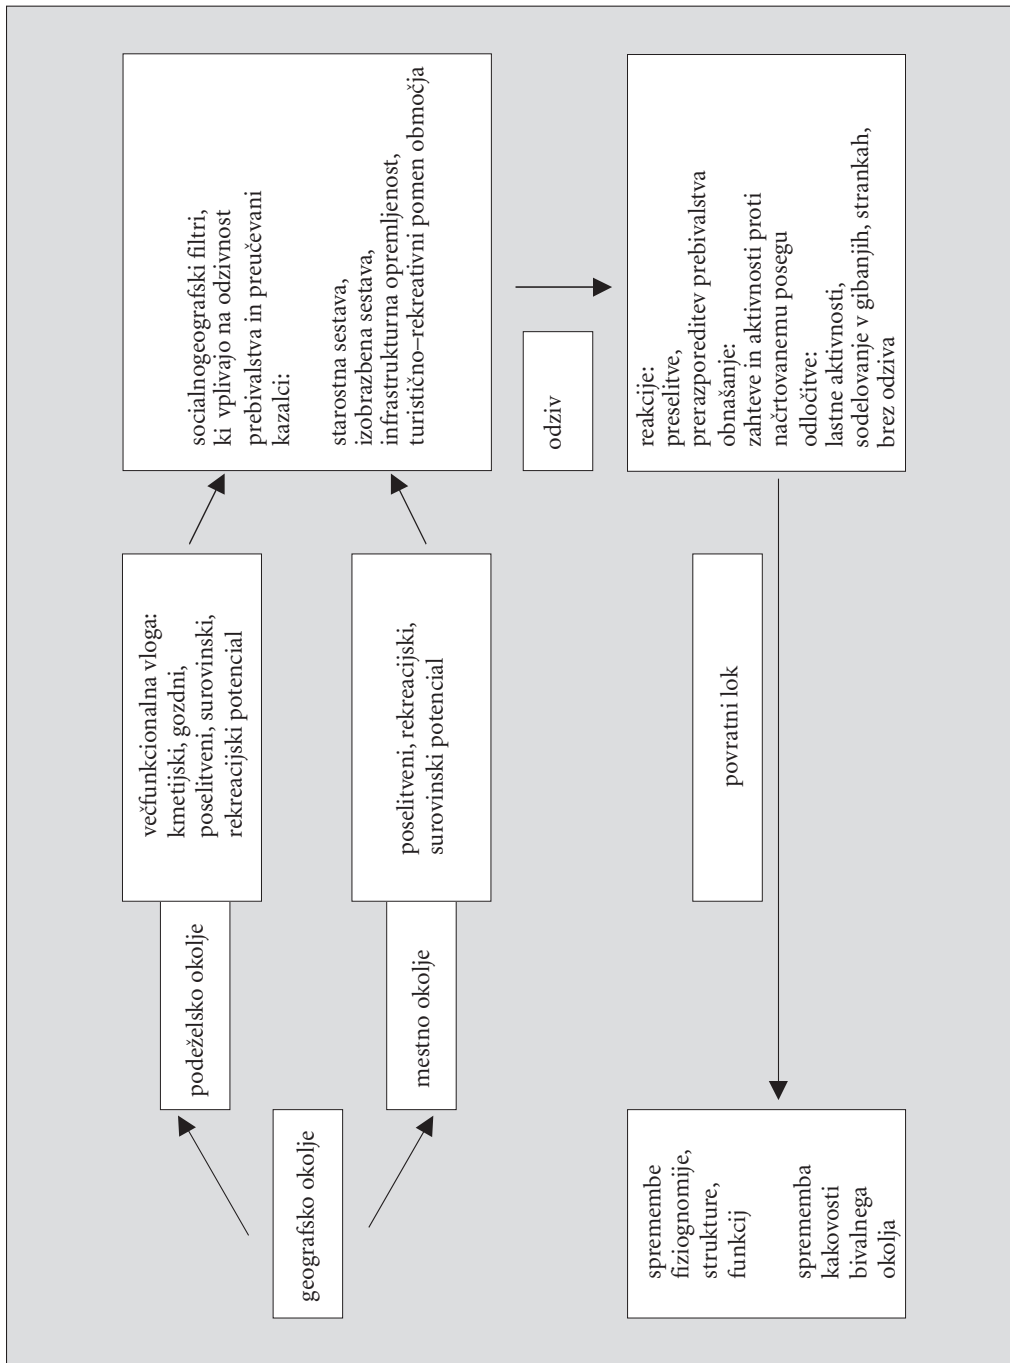 geografsko okolje
podeželsko okolje
večfunkcionalna vloga:
kmetijski, gozdni,
poselitveni, surovinski,
rekreacijski potencial
mestno okolje
poselitveni, rekreacijski,
surovinski potencial
socialnogeografski filtri,
ki vplivajo na odzivnost
prebivalstva in preučevani
kazalci:
starostna sestava,
izobrazbena sestava,
infrastrukturna opremljenost,
turistično–rekreativni pomen območja
odziv
reakcije:
preselitve,
prerazporeditev prebivalstva
obnašanje:
zahteve in aktivnosti proti
načrtovanemu posegu
odločitve:
lastne aktivnosti,
sodelovanje v gibanjih, strankah,
brez odziva
povratni lok
spremembe
fiziognomije,
strukture,
funkcij
sprememba
kakovosti
bivalnega
okolja